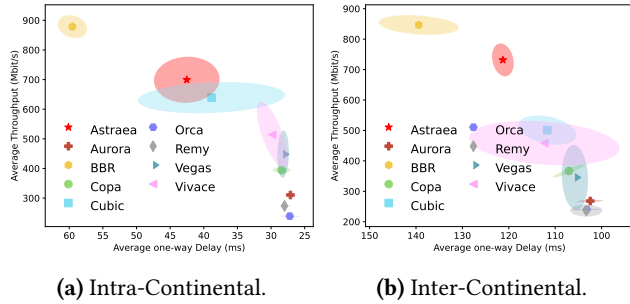 Average Throughput (Mbit/s)
900
800
700
600
500
400
300
Astraea
Aurora
BBR
Copa
Cubic
Orca
Remy
Vegas
Vivace
60 55 50 45 40 35 30 25
Average one-way Delay (ms)
(a) Intra-Continental.
Average Throughput (Mbit/s)
900
800
700
600
500
400
300
200
Astraea
Aurora
BBR
Copa
Cubic
Orca
Remy
Vegas
Vivace
150 140 130 120 110 100
Average one-way Delay (ms)
(b) Inter-Continental.